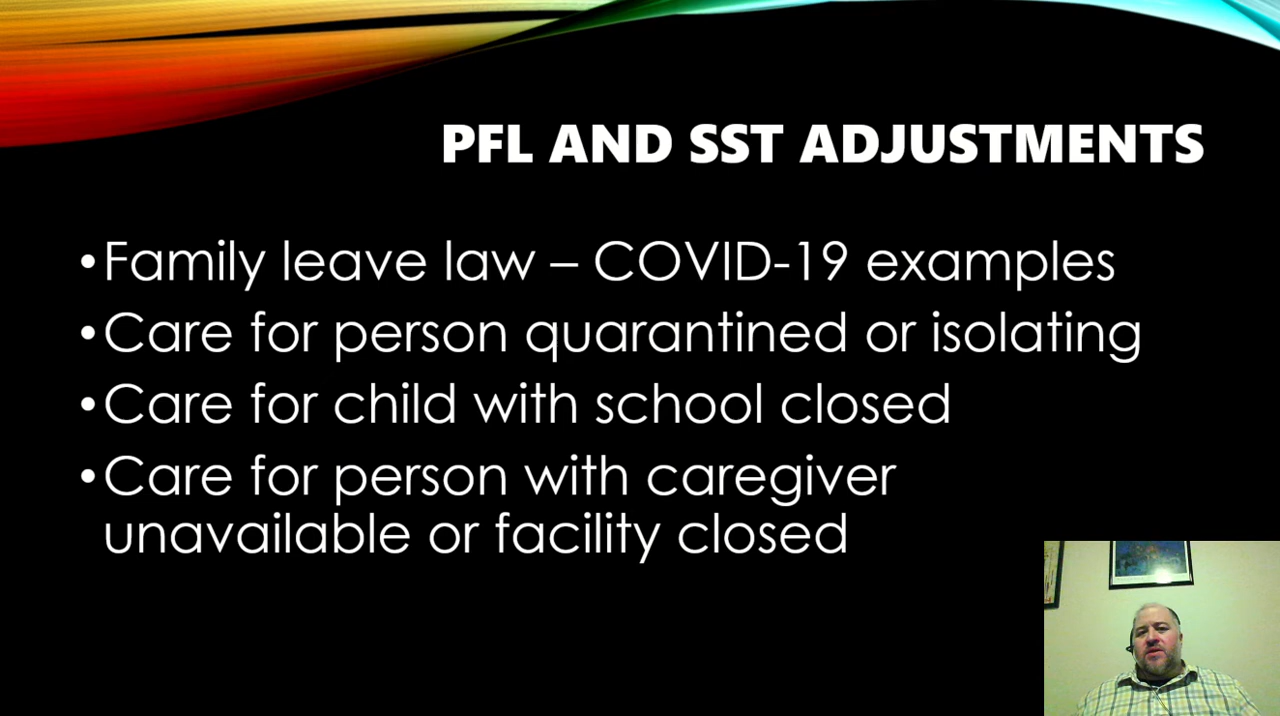 PFL AND SST ADJUSTMENTS
•Family leave law – COVID-19 examples
•Care for person quarantined or isolating
•Care for child with school closed
•Care for person with caregiver
unavailable or facility closed